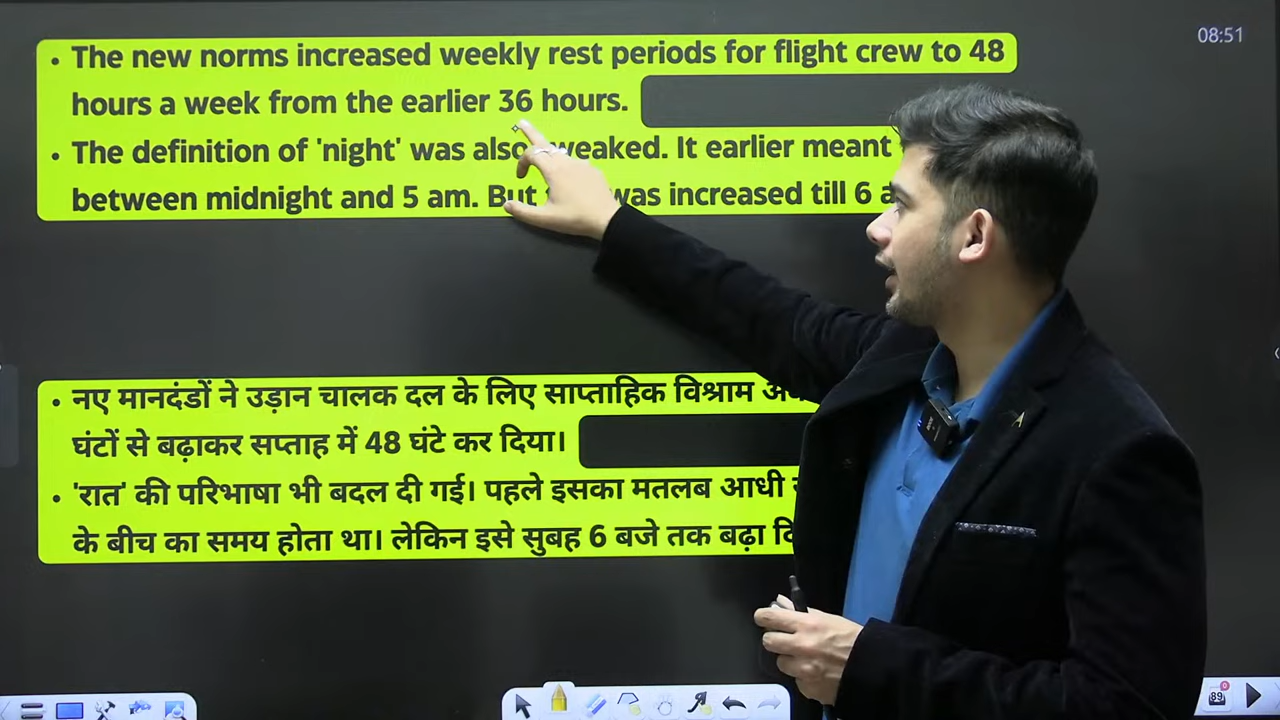 08:51
• The new norms increased weekly rest periods for flight crew to 48
hours a week from the earlier 36 hours.
• The definition of 'night' was also weaked. It earlier meant
between midnight and 5 am. But was increased till 6
• नए मानदंडों ने उड़ान चालक दल के लिए साप्ताहिक विश्राम
घंटों से बढ़ाकर सप्ताह में 48 घंटे कर दिया।
• 'रात' की परिभाषा भी बदल दी गई। पहले इसका मतलब आधी
के बीच का समय होता था। लेकिन इसे सुबह 6 बजे तक बढ़ा
89